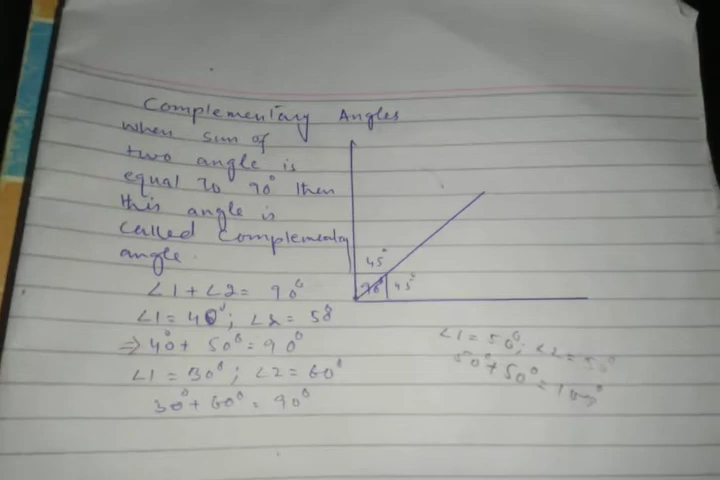 Complementary Angles
When sum of
two angle is
equal to 90° then
this angle is
called Complementary
angle.
∠1 + ∠2 = 90°
∠1 = 40°; ∠2 = 50
⇒ 40° + 50° = 90°
∠1 = 30°; ∠2 = 60°
30° + 60° = 90°
45°
90° 45°
∠1 = 50°; ∠2 = 50°
50° + 50° = 100°